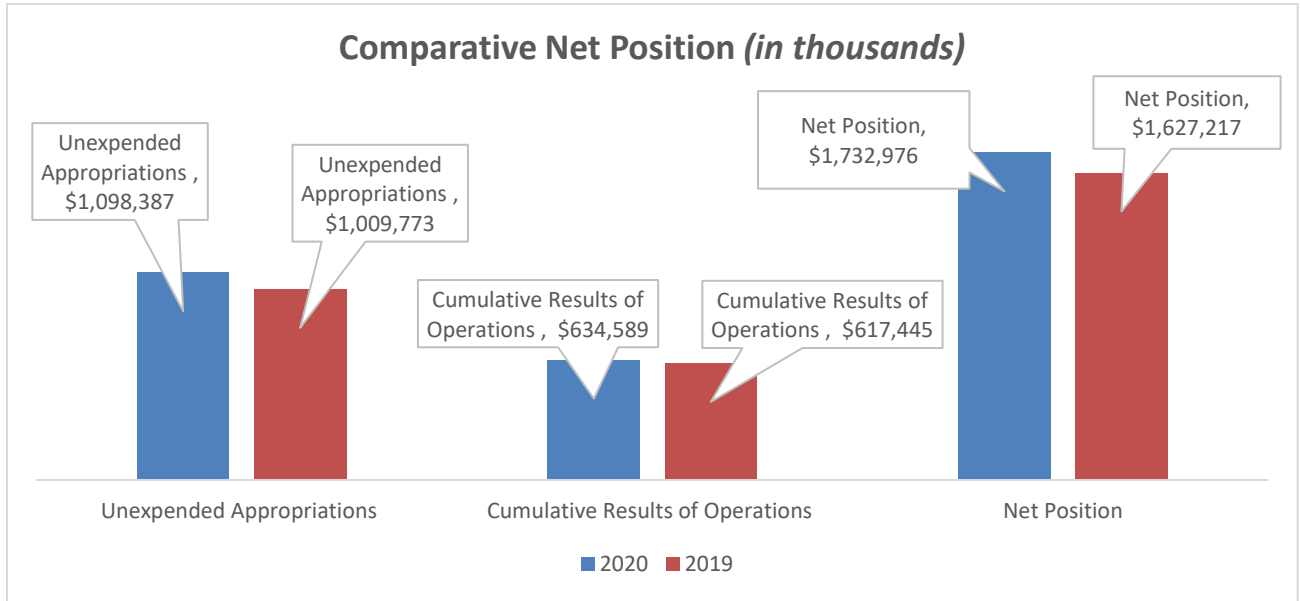 Comparative Net Position (in thousands)
Unexpended
Appropriations ,
$1,098,387
Unexpended
Appropriations ,
$1,009,773
Cumulative Results of
Operations , $634,589
Cumulative Results of
Operations , $617,445
Net Position,
$1,732,976
Net Position,
$1,627,217
Unexpended Appropriations
Cumulative Results of Operations
Net Position
2020
2019